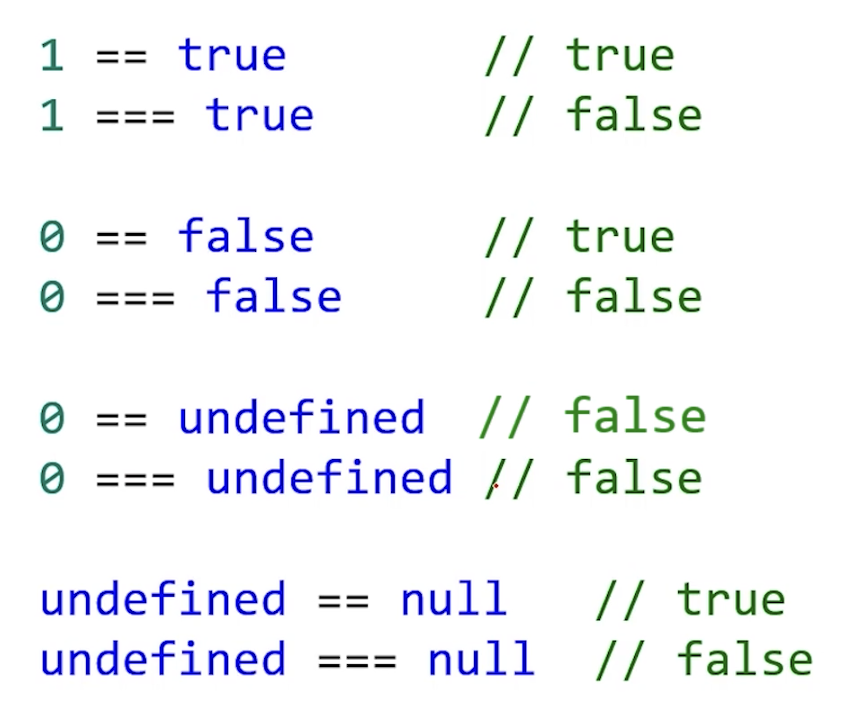 1 == true // true
1 === true // false
0 == false // true
0 === false // false
0 == undefined // false
0 === undefined // false
undefined == null // true
undefined === null // false